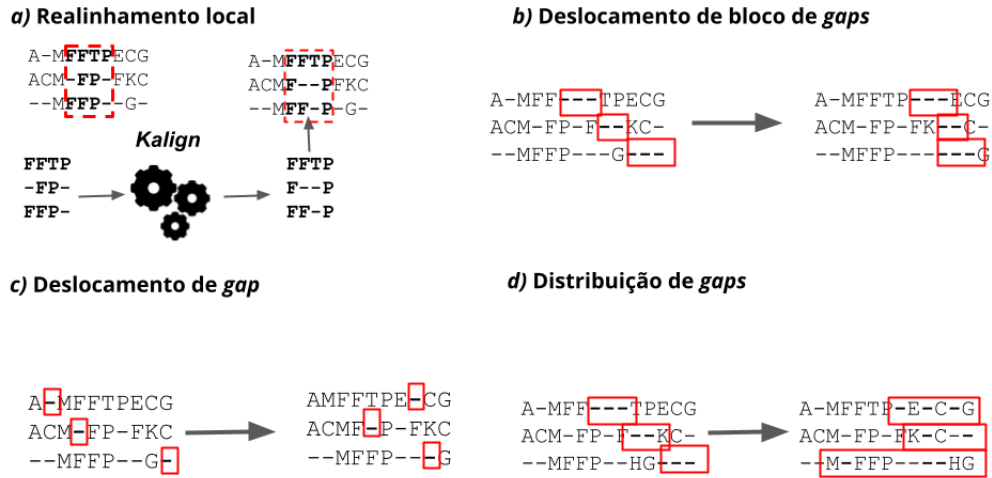 a) Realinhamento local
A-MFFTPECG
ACM-FP-FKC
--MFFP--G-
FFTP
-FP-
FFP-
Kalign
A-MFFTPECG
ACMF--PFKC
--MFF-P-G-
FFTP
F--P
FF-P
b) Deslocamento de bloco de gaps
A-MFF---TPECG
ACM-FP-F--KC-
--MFFP---G---
A-MFFTP---ECG
ACM-FP-FK--C-
--MFFP------G
c) Deslocamento de gap
A-MFFTPECG
ACM-FP-FKC
--MFFP--G-
AMFFTPE-CG
ACMF-P-FKC
--MFFP---G
d) Distribuição de gaps
A-MFF---TPECG
ACM-FP-F--KC-
--MFFP--HG---
A-MFFTP-E-C-G
ACM-FP-FK-C--
--M-FFP----HG